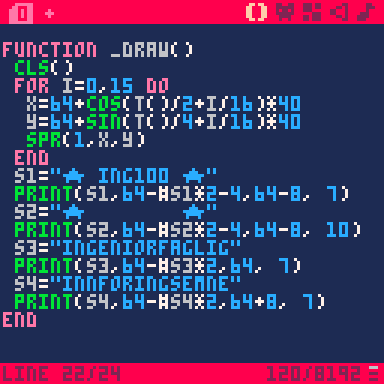 0 +
FUNCTION _DRAW()
CLS()
FOR I=0,15 DO
X=64+COS(T()/2+I/16)*40
Y=64+SIN(T()/4+I/16)*40
SPR(1,X,Y)
END
S1="★ ING100 ★"
PRINT(S1,64-#S1*2-4,64-8, 7)
S2="★        ★"
PRINT(S2,64-#S2*2-4,64-8, 10)
S3="INGENIORFAGLIG"
PRINT(S3,64-#S3*2,64, 7)
S4="INNFORINGSEMNE"
PRINT(S4,64-#S4*2,64+8, 7)
END
LINE 22/24 120/8192